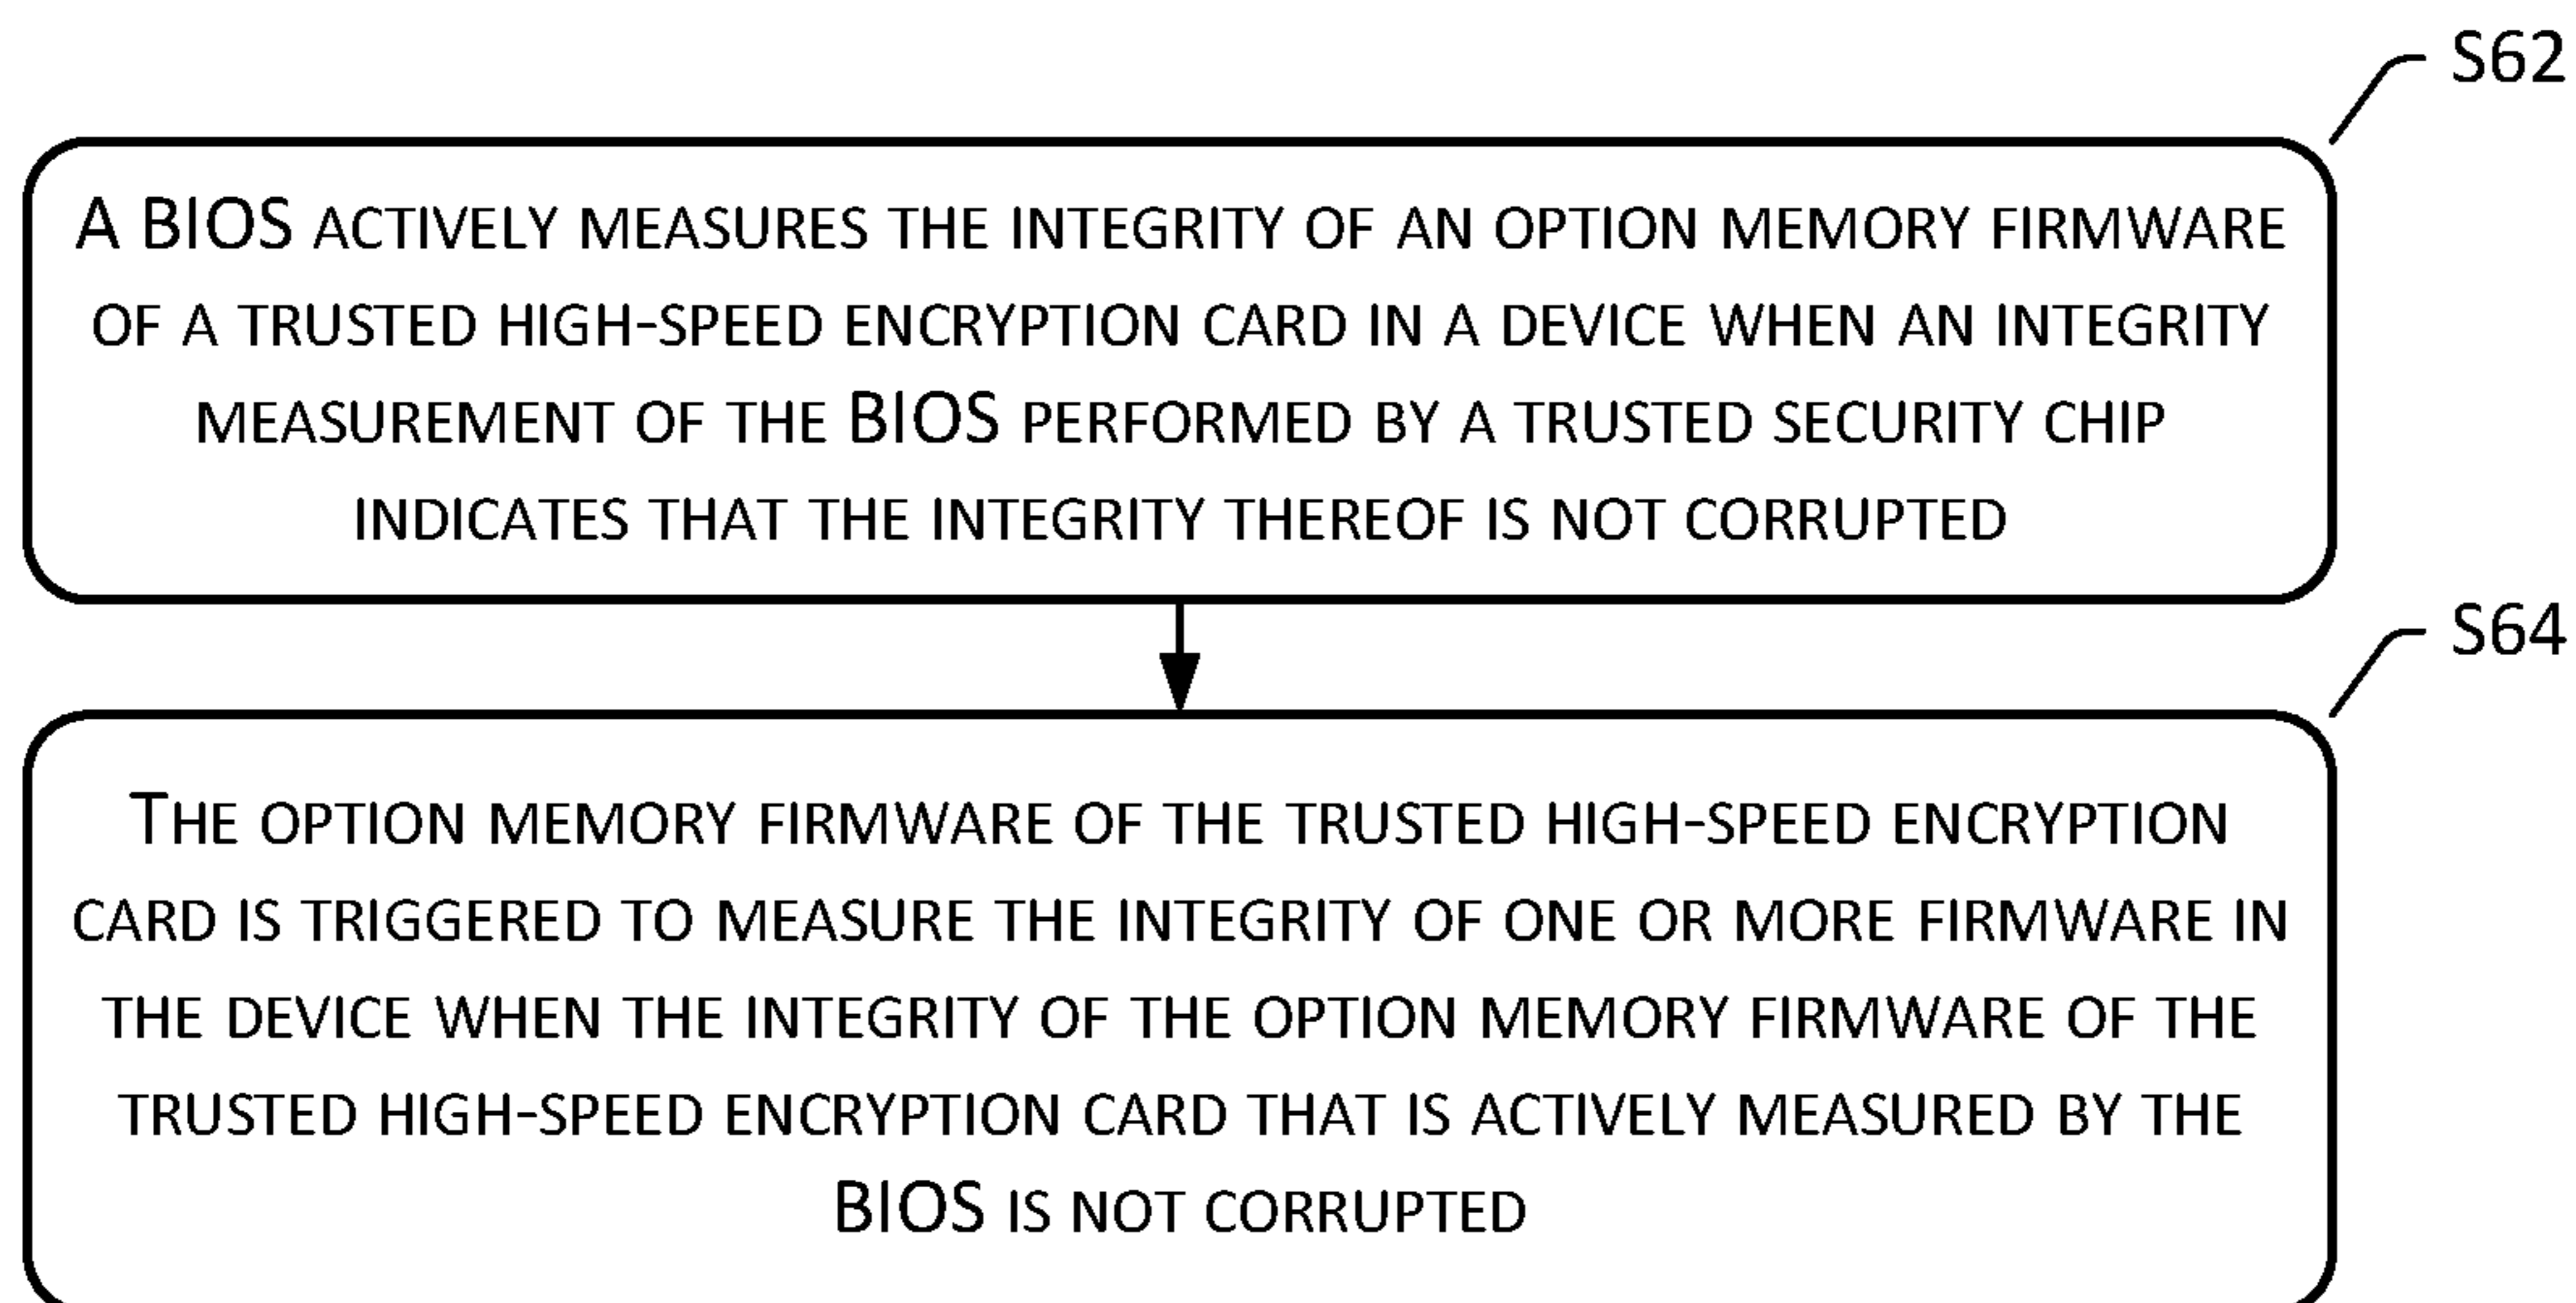 S62
A BIOS ACTIVELY MEASURES THE INTEGRITY OF AN OPTION MEMORY FIRMWARE
OF A TRUSTED HIGH-SPEED ENCRYPTION CARD IN A DEVICE WHEN AN INTEGRITY
MEASUREMENT OF THE BIOS PERFORMED BY A TRUSTED SECURITY CHIP
INDICATES THAT THE INTEGRITY THEREOF IS NOT CORRUPTED
S64
THE OPTION MEMORY FIRMWARE OF THE TRUSTED HIGH-SPEED ENCRYPTION
CARD IS TRIGGERED TO MEASURE THE INTEGRITY OF ONE OR MORE FIRMWARE IN
THE DEVICE WHEN THE INTEGRITY OF THE OPTION MEMORY FIRMWARE OF THE
TRUSTED HIGH-SPEED ENCRYPTION CARD THAT IS ACTIVELY MEASURED BY THE
BIOS IS NOT CORRUPTED